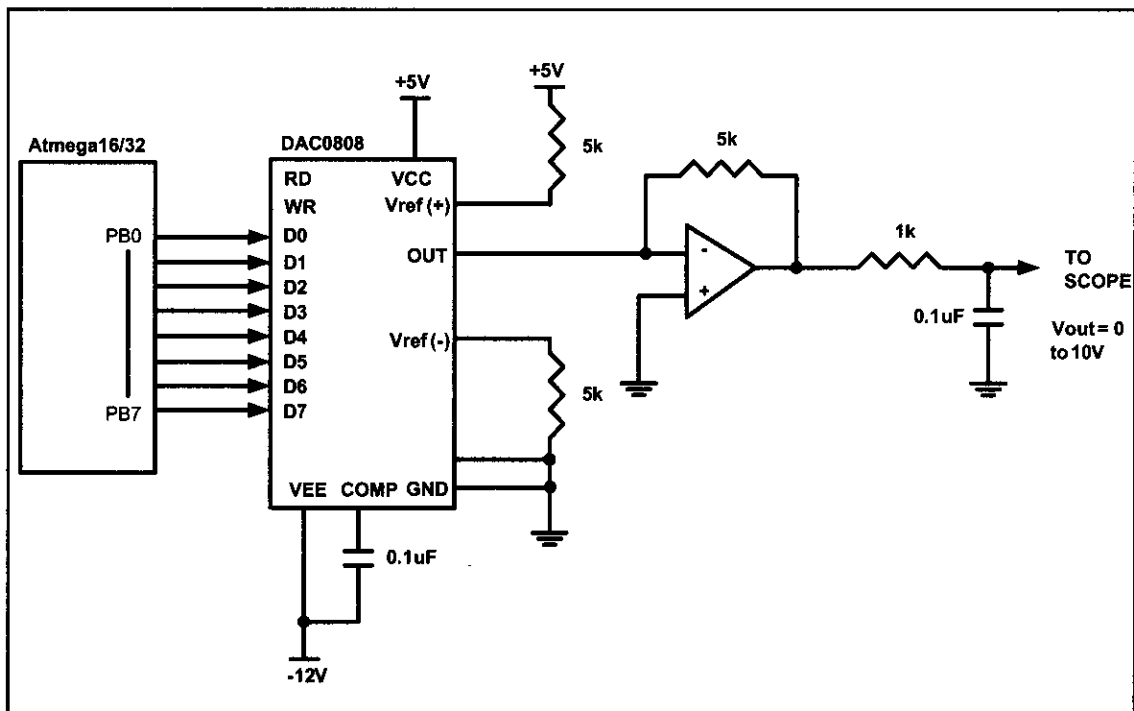 +5V
+5V
Atmega16/32
DAC0808
5k
5k
RD
VCC
WR
Vref (+)
PB0
D0
OUT
1k
D1
TO
SCOPE
D2
D3
0.1uF
Vref (-)
Vout = 0
to 10V
D4
D5
5k
D6
PB7
D7
VEE
COMP
GND
0.1uF
-12V